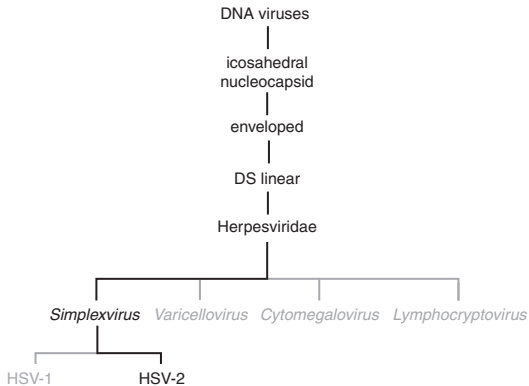 DNA viruses
icosahedral
nucleocapsid
enveloped
DS linear
Herpesviridae
Simplexvirus Varicellovirus Cytomegalovirus Lymphocryptovirus
HSV-1 HSV-2